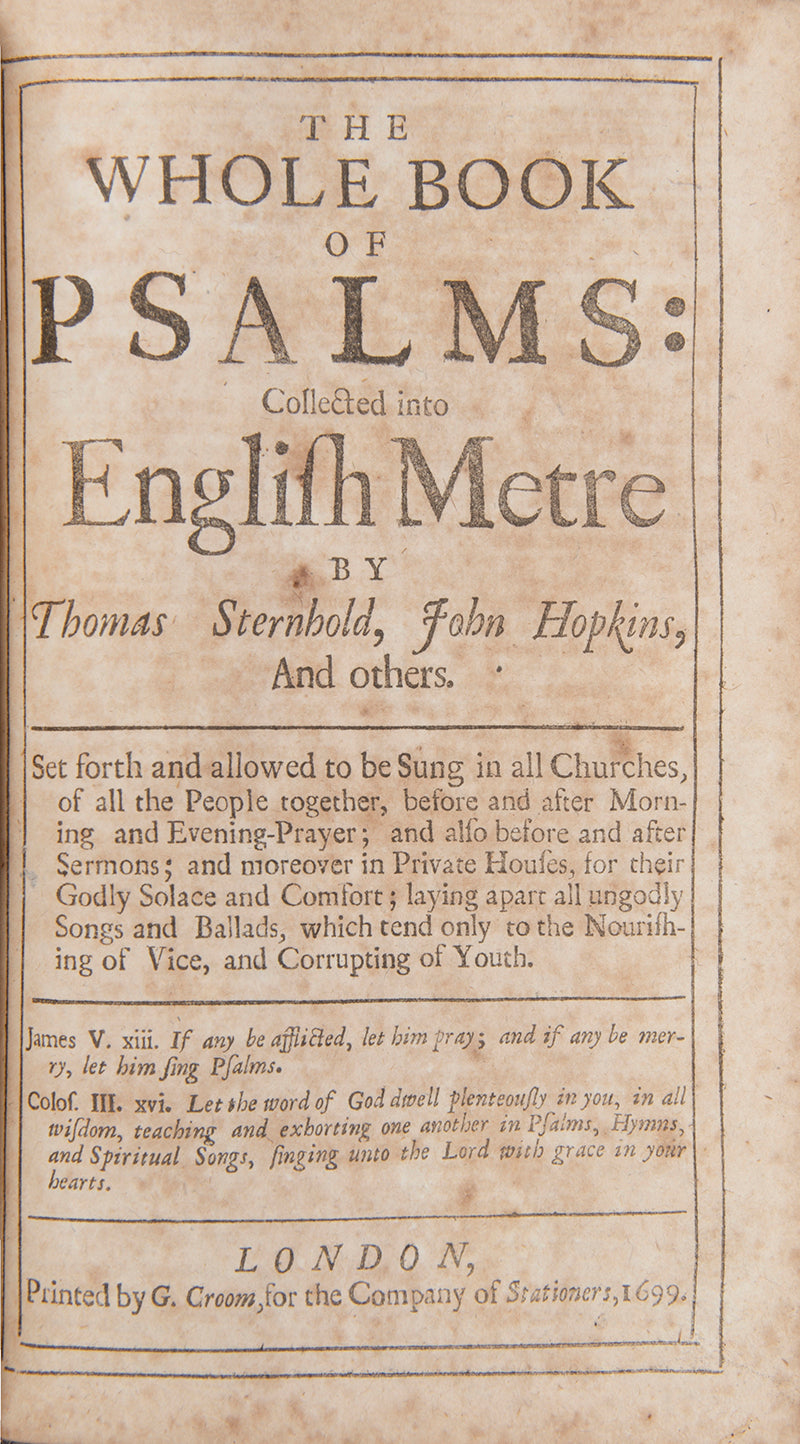 THE
WHOLE BOOK
OF
PSALMS:
Collected into
Engliſh Metre
BY
Thomas Sternhold, John Hopkins,
And others.
Set forth and allowed to be Sung in all Churches,
of all the People together, before and after Morn-
ing and Evening-Prayer; and alſo before and after
Sermons; and moreover in Private Houſes, for their
Godly Solace and Comfort; laying apart all ungodly
Songs and Ballads, which tend only to the Nouriſh-
ing of Vice, and Corrupting of Youth.
James V. xiii. If any be afflicted, let him pray; and if any be mer-
ry, let him ſing Pſalms.
Coloſ. III. xvi. Let the word of God dwell plenteouſly in you, in all
wiſdom, teaching and exhorting one another in Pſalms, Hymns,
and Spiritual Songs, ſinging unto the Lord with grace in your
hearts.
LONDON,
Printed by G. Croom, for the Company of Stationers, 1699.